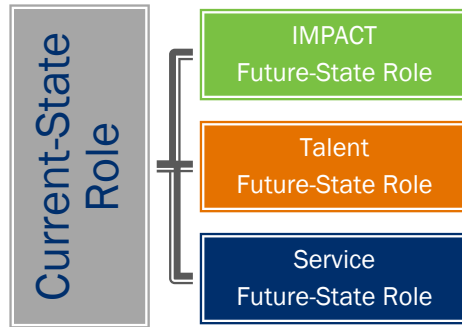 Current-State
Role
IMPACT
Future-State Role
Talent
Future-State Role
Service
Future-State Role